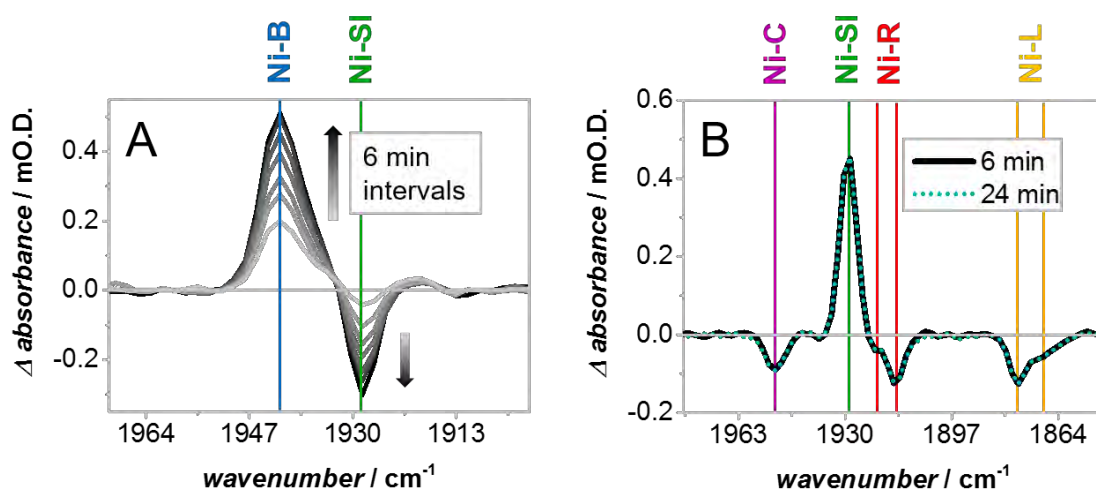 Ni-B
Ni-SI
A
6 min
intervals
0.4
0.2
0.0
-0.2
Δ absorbance / mO.D.
1964
1947
1930
1913
wavenumber / cm⁻¹
Ni-C
Ni-SI
Ni-R
Ni-L
B
6 min
24 min
0.6
0.4
0.2
0.0
-0.2
Δ absorbance / mO.D.
1963
1930
1897
1864
wavenumber / cm⁻¹